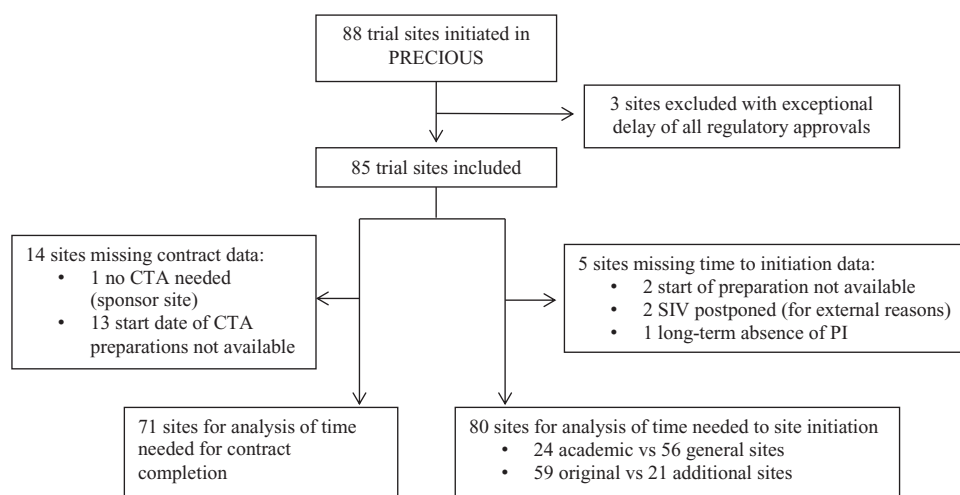 88 trial sites initiated in
PRECIOUS
3 sites excluded with exceptional
delay of all regulatory approvals
85 trial sites included
14 sites missing contract data:
• 1 no CTA needed
(sponsor site)
• 13 start date of CTA
preparations not available
5 sites missing time to initiation data:
• 2 start of preparation not available
• 2 SIV postponed (for external reasons)
• 1 long-term absence of PI
71 sites for analysis of time
needed for contract
completion
80 sites for analysis of time needed to site initiation
• 24 academic vs 56 general sites
• 59 original vs 21 additional sites